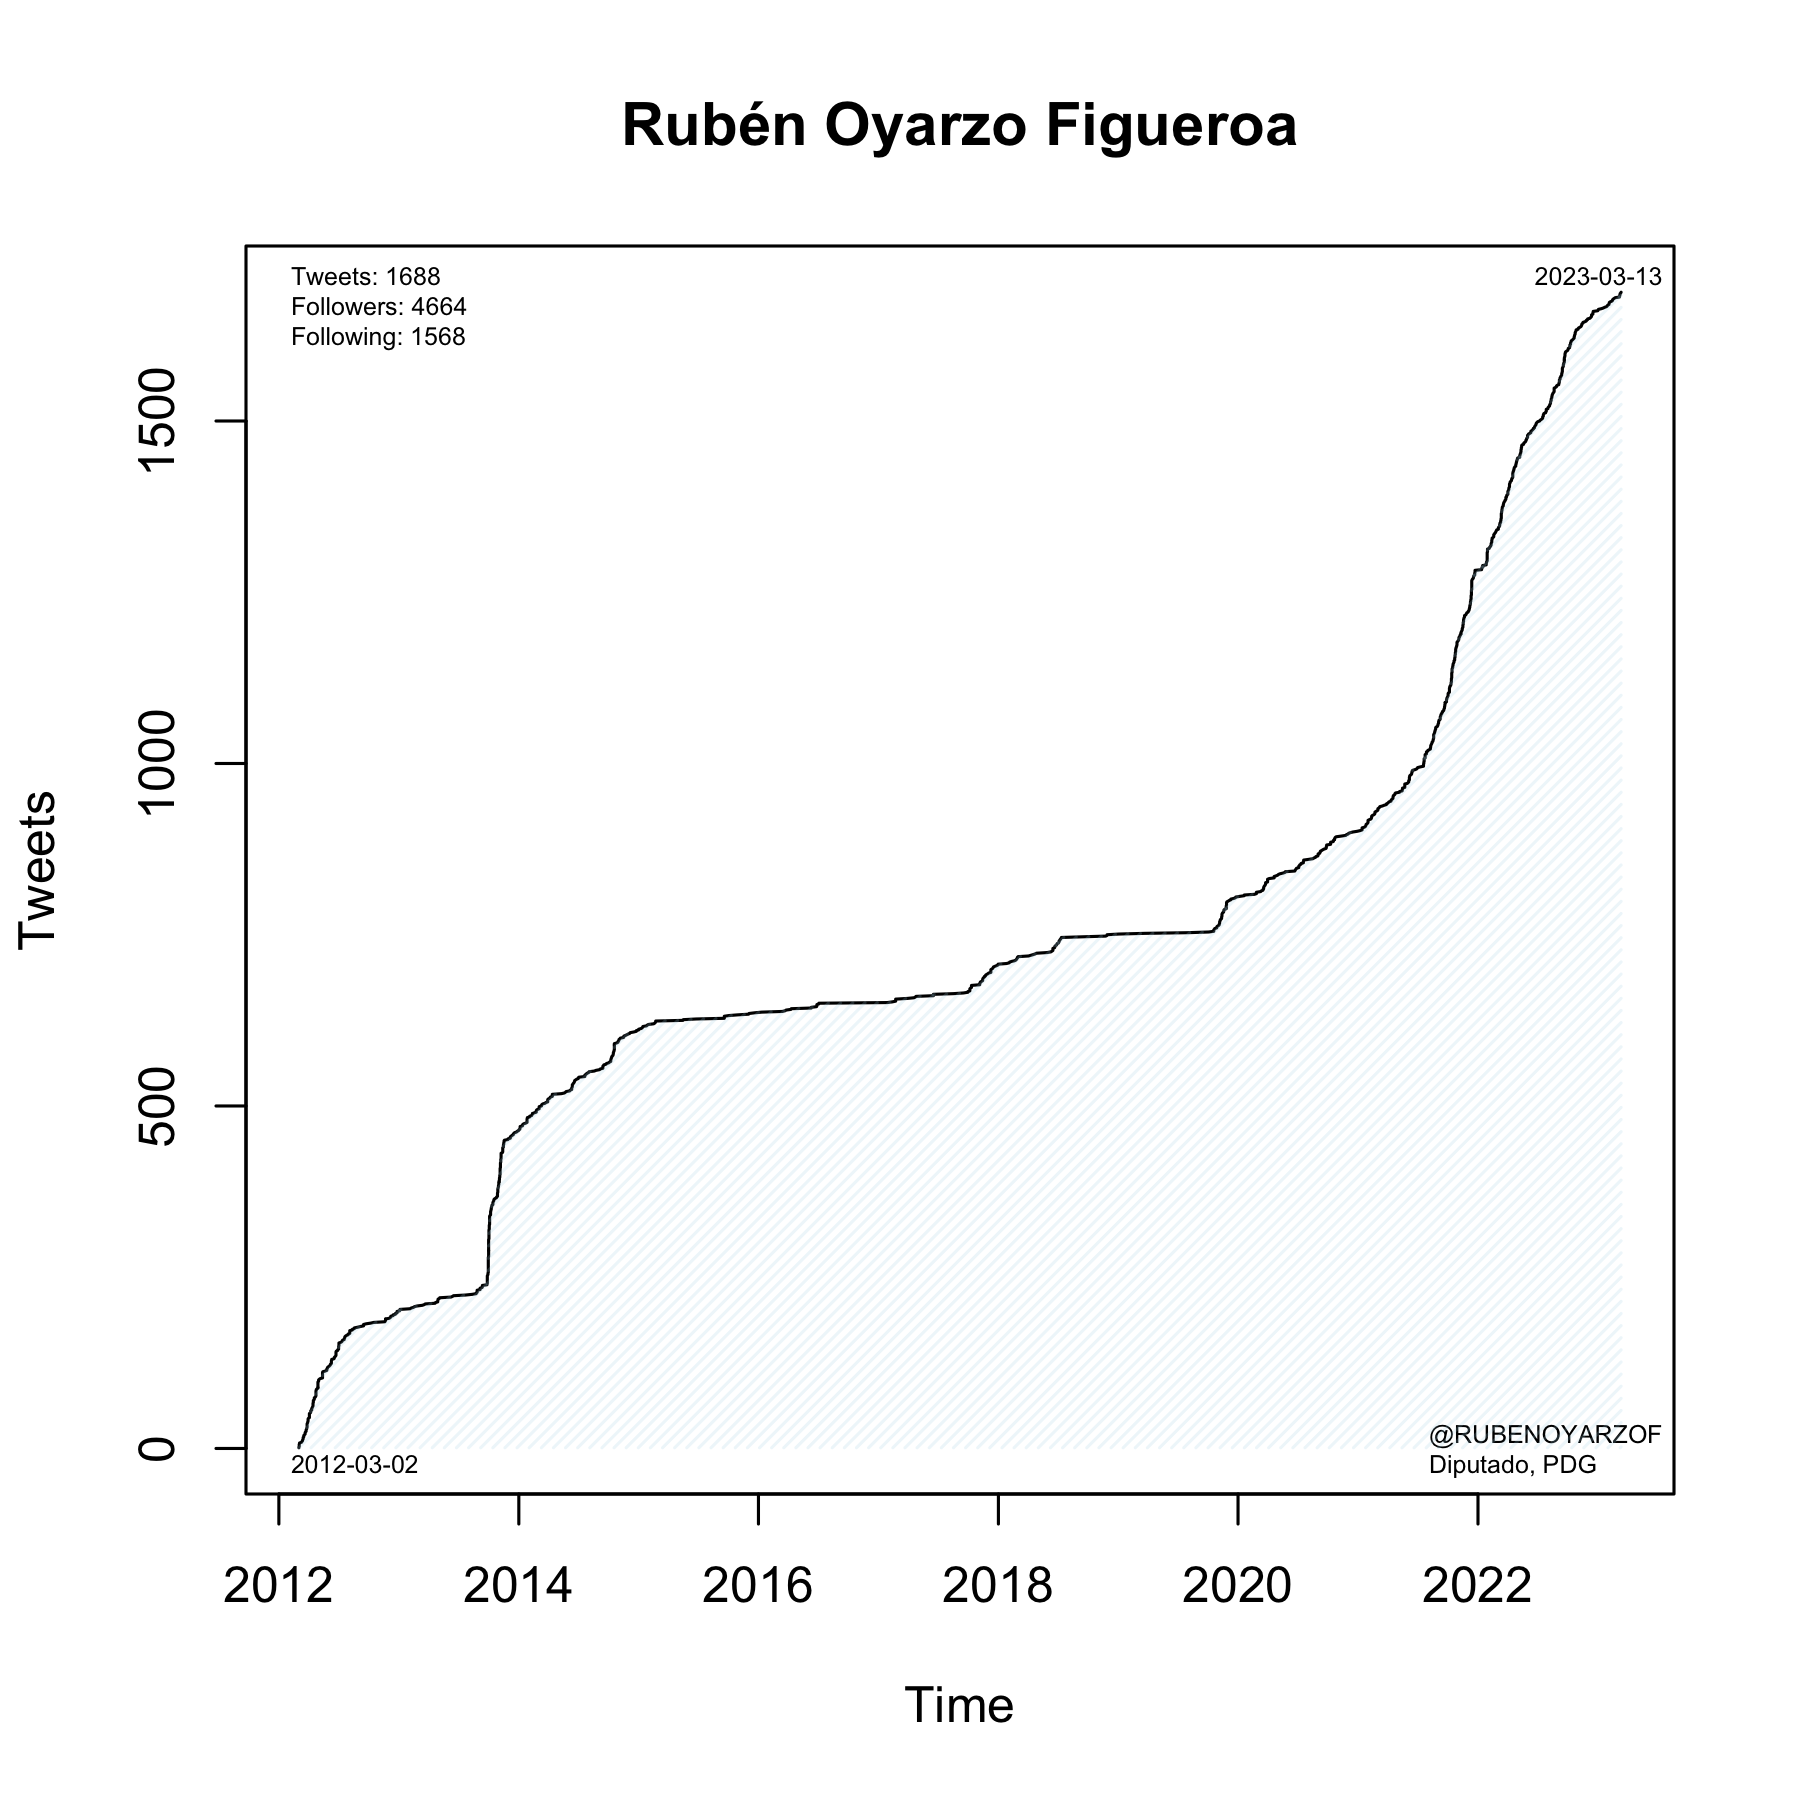 Rubén Oyarzo Figueroa
Tweets: 1688
Followers: 4664
Following: 1568
2023-03-13
1500
1000
500
0
Tweets
2012-03-02
@RUBENOYARZOF
Diputado, PDG
2012 2014 2016 2018 2020 2022
Time